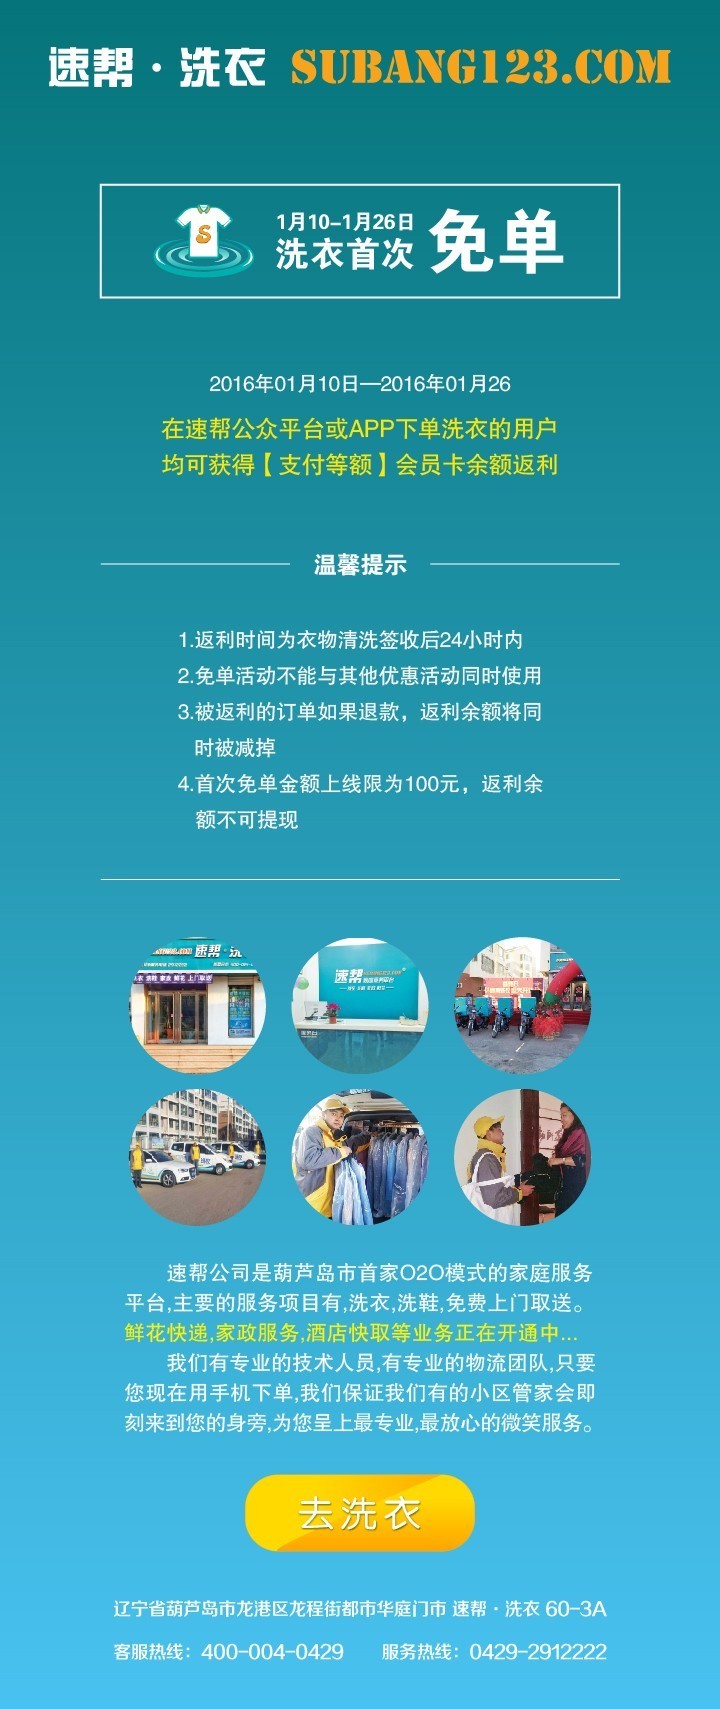 速帮·洗衣 SUBANG123.COM
S
1月10-1月26日
洗衣首次 免单
2016年01月10日—2016年01月26
在速帮公众平台或APP下单洗衣的用户
均可获得【支付等额】会员卡余额返利
温馨提示
1.返利时间为衣物清洗签收后24小时内
2.免单活动不能与其他优惠活动同时使用
3.被返利的订单如果退款，返利余额将同
时被减掉
4.首次免单金额上线限为100元，返利余
额不可提现
速帮·洗
速帮
速帮公司是葫芦岛市首家O2O模式的家庭服务
平台,主要的服务项目有,洗衣,洗鞋,免费上门取送。
鲜花快递,家政服务,酒店快取等业务正在开通中...
我们有专业的技术人员,有专业的物流团队,只要
您现在用手机下单,我们保证我们有的小区管家会即
刻来到您的身旁,为您呈上最专业,最放心的微笑服务。
去洗衣
辽宁省葫芦岛市龙港区龙程街都市华庭门市 速帮·洗衣 60-3A
客服热线：400-004-0429 服务热线：0429-2912222